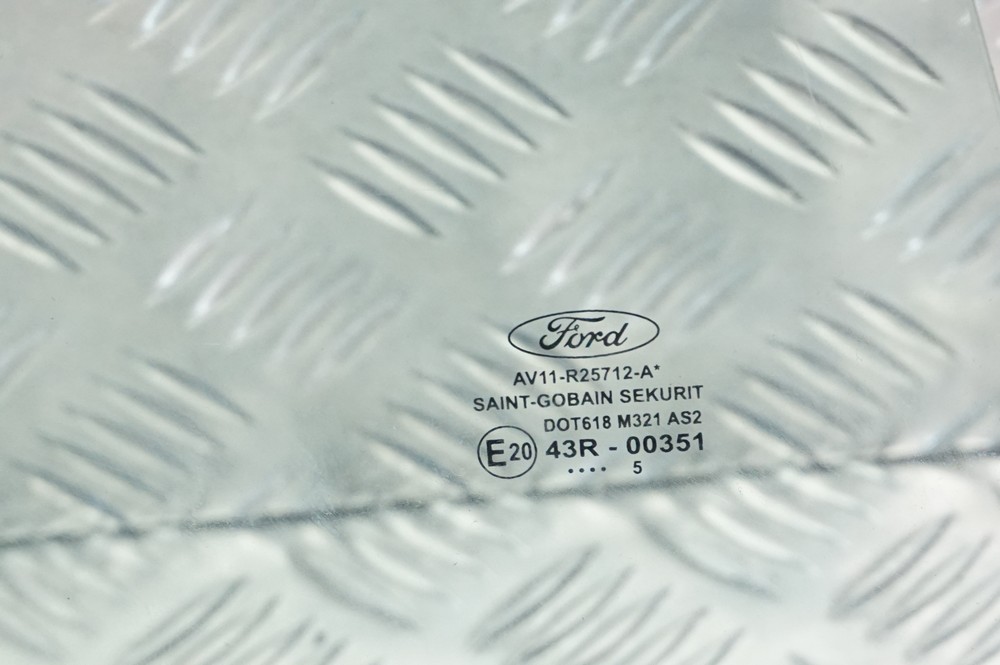 Ford
AV11-R25712-A*
SAINT-GOBAIN SEKURIT
DOT618 M321 AS2
E20 43R - 00351
.... 5